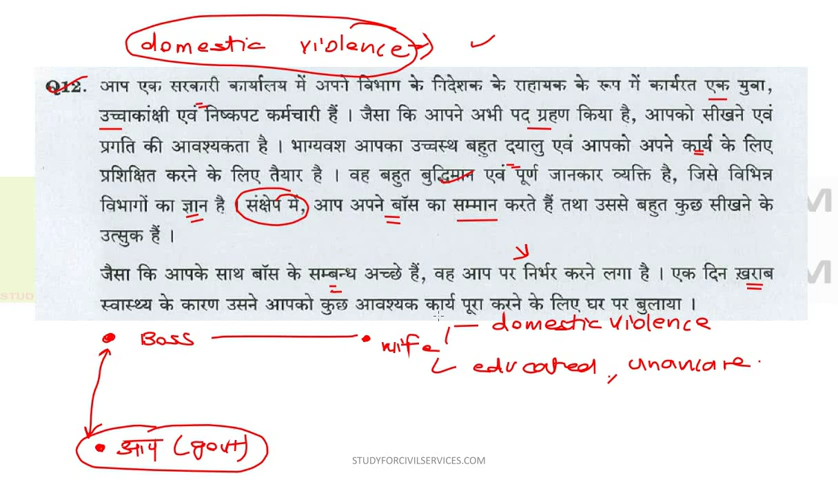 domestic violence →
Q12. आप एक सरकारी कार्यालय में अपने विभाग के निदेशक के सहायक के रूप में कार्यरत एक युवा,
उच्चाकांक्षी एवं निष्कपट कर्मचारी हैं । जैसा कि आपने अभी पद ग्रहण किया है, आपको सीखने एवं
प्रगति की आवश्यकता है । भाग्यवश आपका उच्चस्थ बहुत दयालु एवं आपको अपने कार्य के लिए
प्रशिक्षित करने के लिए तैयार है । वह बहुत बुद्धिमान एवं पूर्ण जानकार व्यक्ति है, जिसे विभिन्न
विभागों का ज्ञान है । संक्षेप में, आप अपने बॉस का सम्मान करते हैं तथा उससे बहुत कुछ सीखने के
उत्सुक हैं ।
जैसा कि आपके साथ बॉस के सम्बन्ध अच्छे हैं, वह आप पर निर्भर करने लगा है । एक दिन ख़राब
स्वास्थ्य के कारण उसने आपको कुछ आवश्यक कार्य पूरा करने के लिए घर पर बुलाया ।
Boss wife domestic violence
educated, unaware.
आप (govt)
STUDYFORCIVILSERVICES.COM